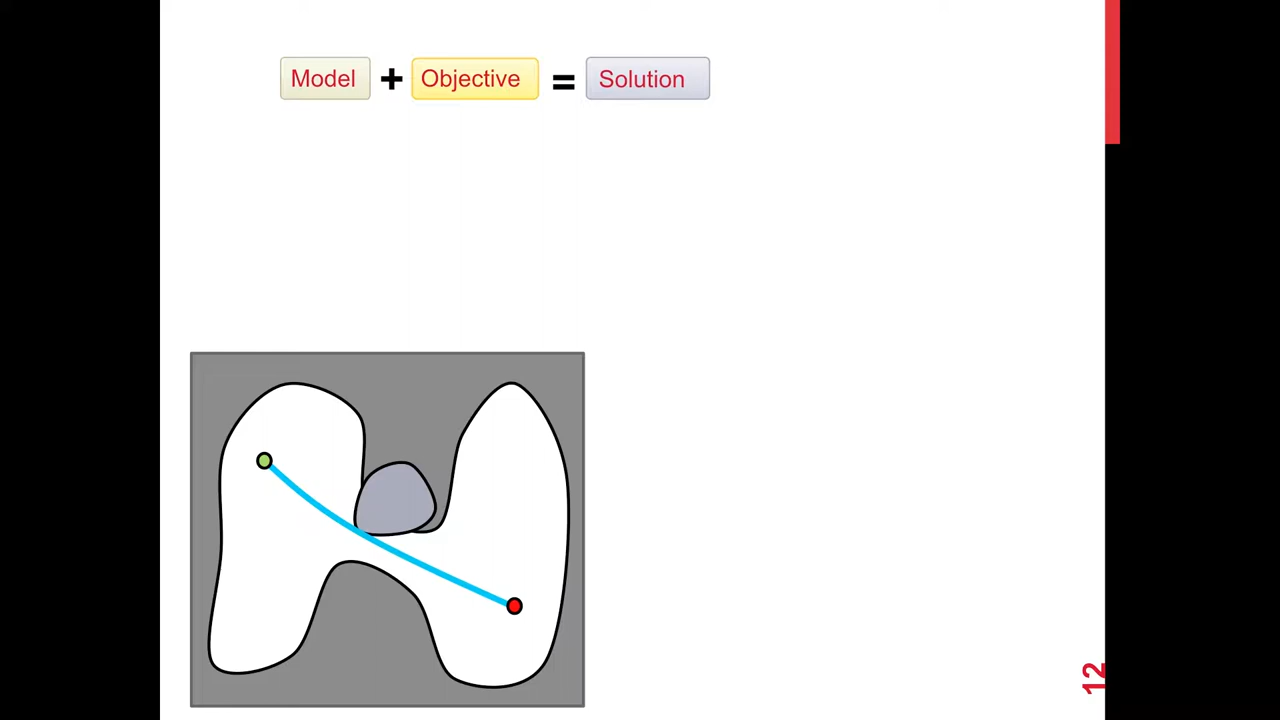 Model + Objective = Solution
12